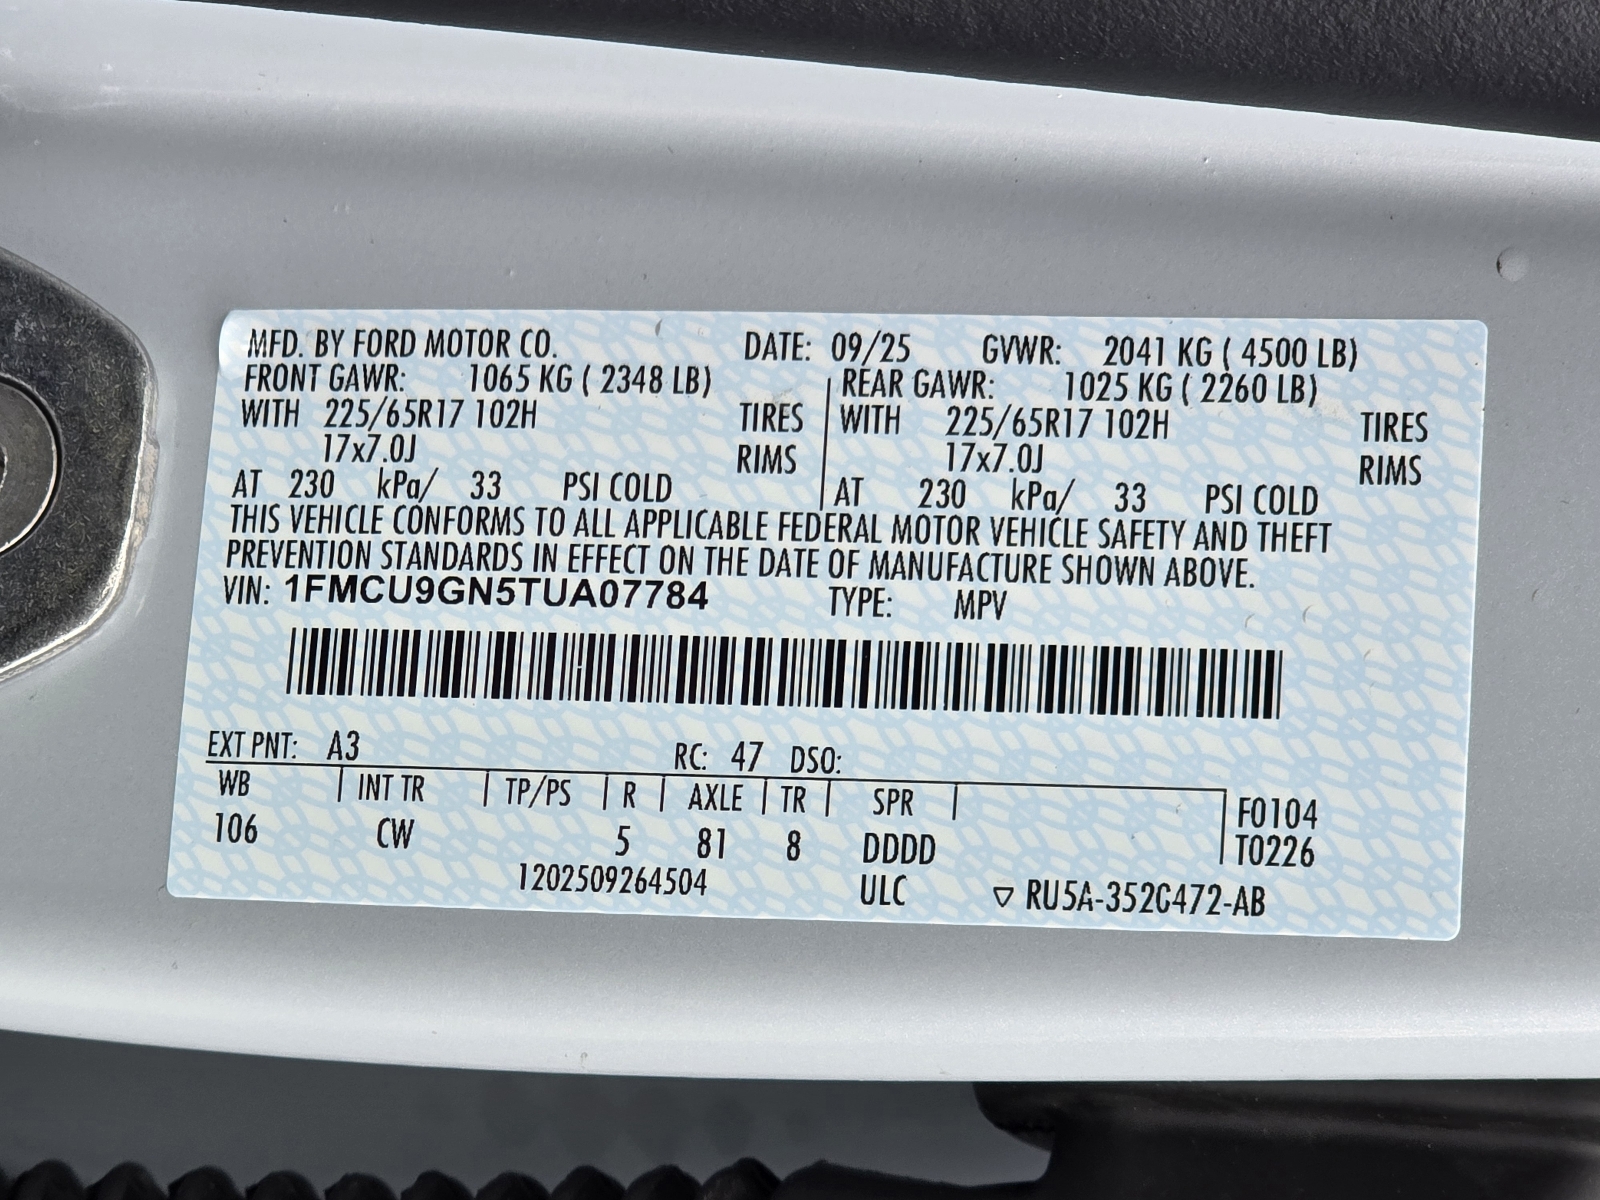 MFD. BY FORD MOTOR CO. DATE: 09/25 GVWR: 2041 KG ( 4500 LB)
FRONT GAWR: 1065 KG ( 2348 LB) REAR GAWR: 1025 KG ( 2260 LB)
WITH 225/65R17 102H TIRES WITH 225/65R17 102H TIRES
17x7.0J RIMS 17x7.0J RIMS
AT 230 kPa/ 33 PSI COLD AT 230 kPa/ 33 PSI COLD
THIS VEHICLE CONFORMS TO ALL APPLICABLE FEDERAL MOTOR VEHICLE SAFETY AND THEFT
PREVENTION STANDARDS IN EFFECT ON THE DATE OF MANUFACTURE SHOWN ABOVE.
VIN: 1FMCU9GN5TUA07784 TYPE: MPV
EXT PNT: A3 RC: 47 DSO:
WB INT TR TP/PS R AXLE TR SPR F0104
106 CW 5 81 8 DDDD T0226
1202509264504 ULC ▽ RU5A-352C472-AB